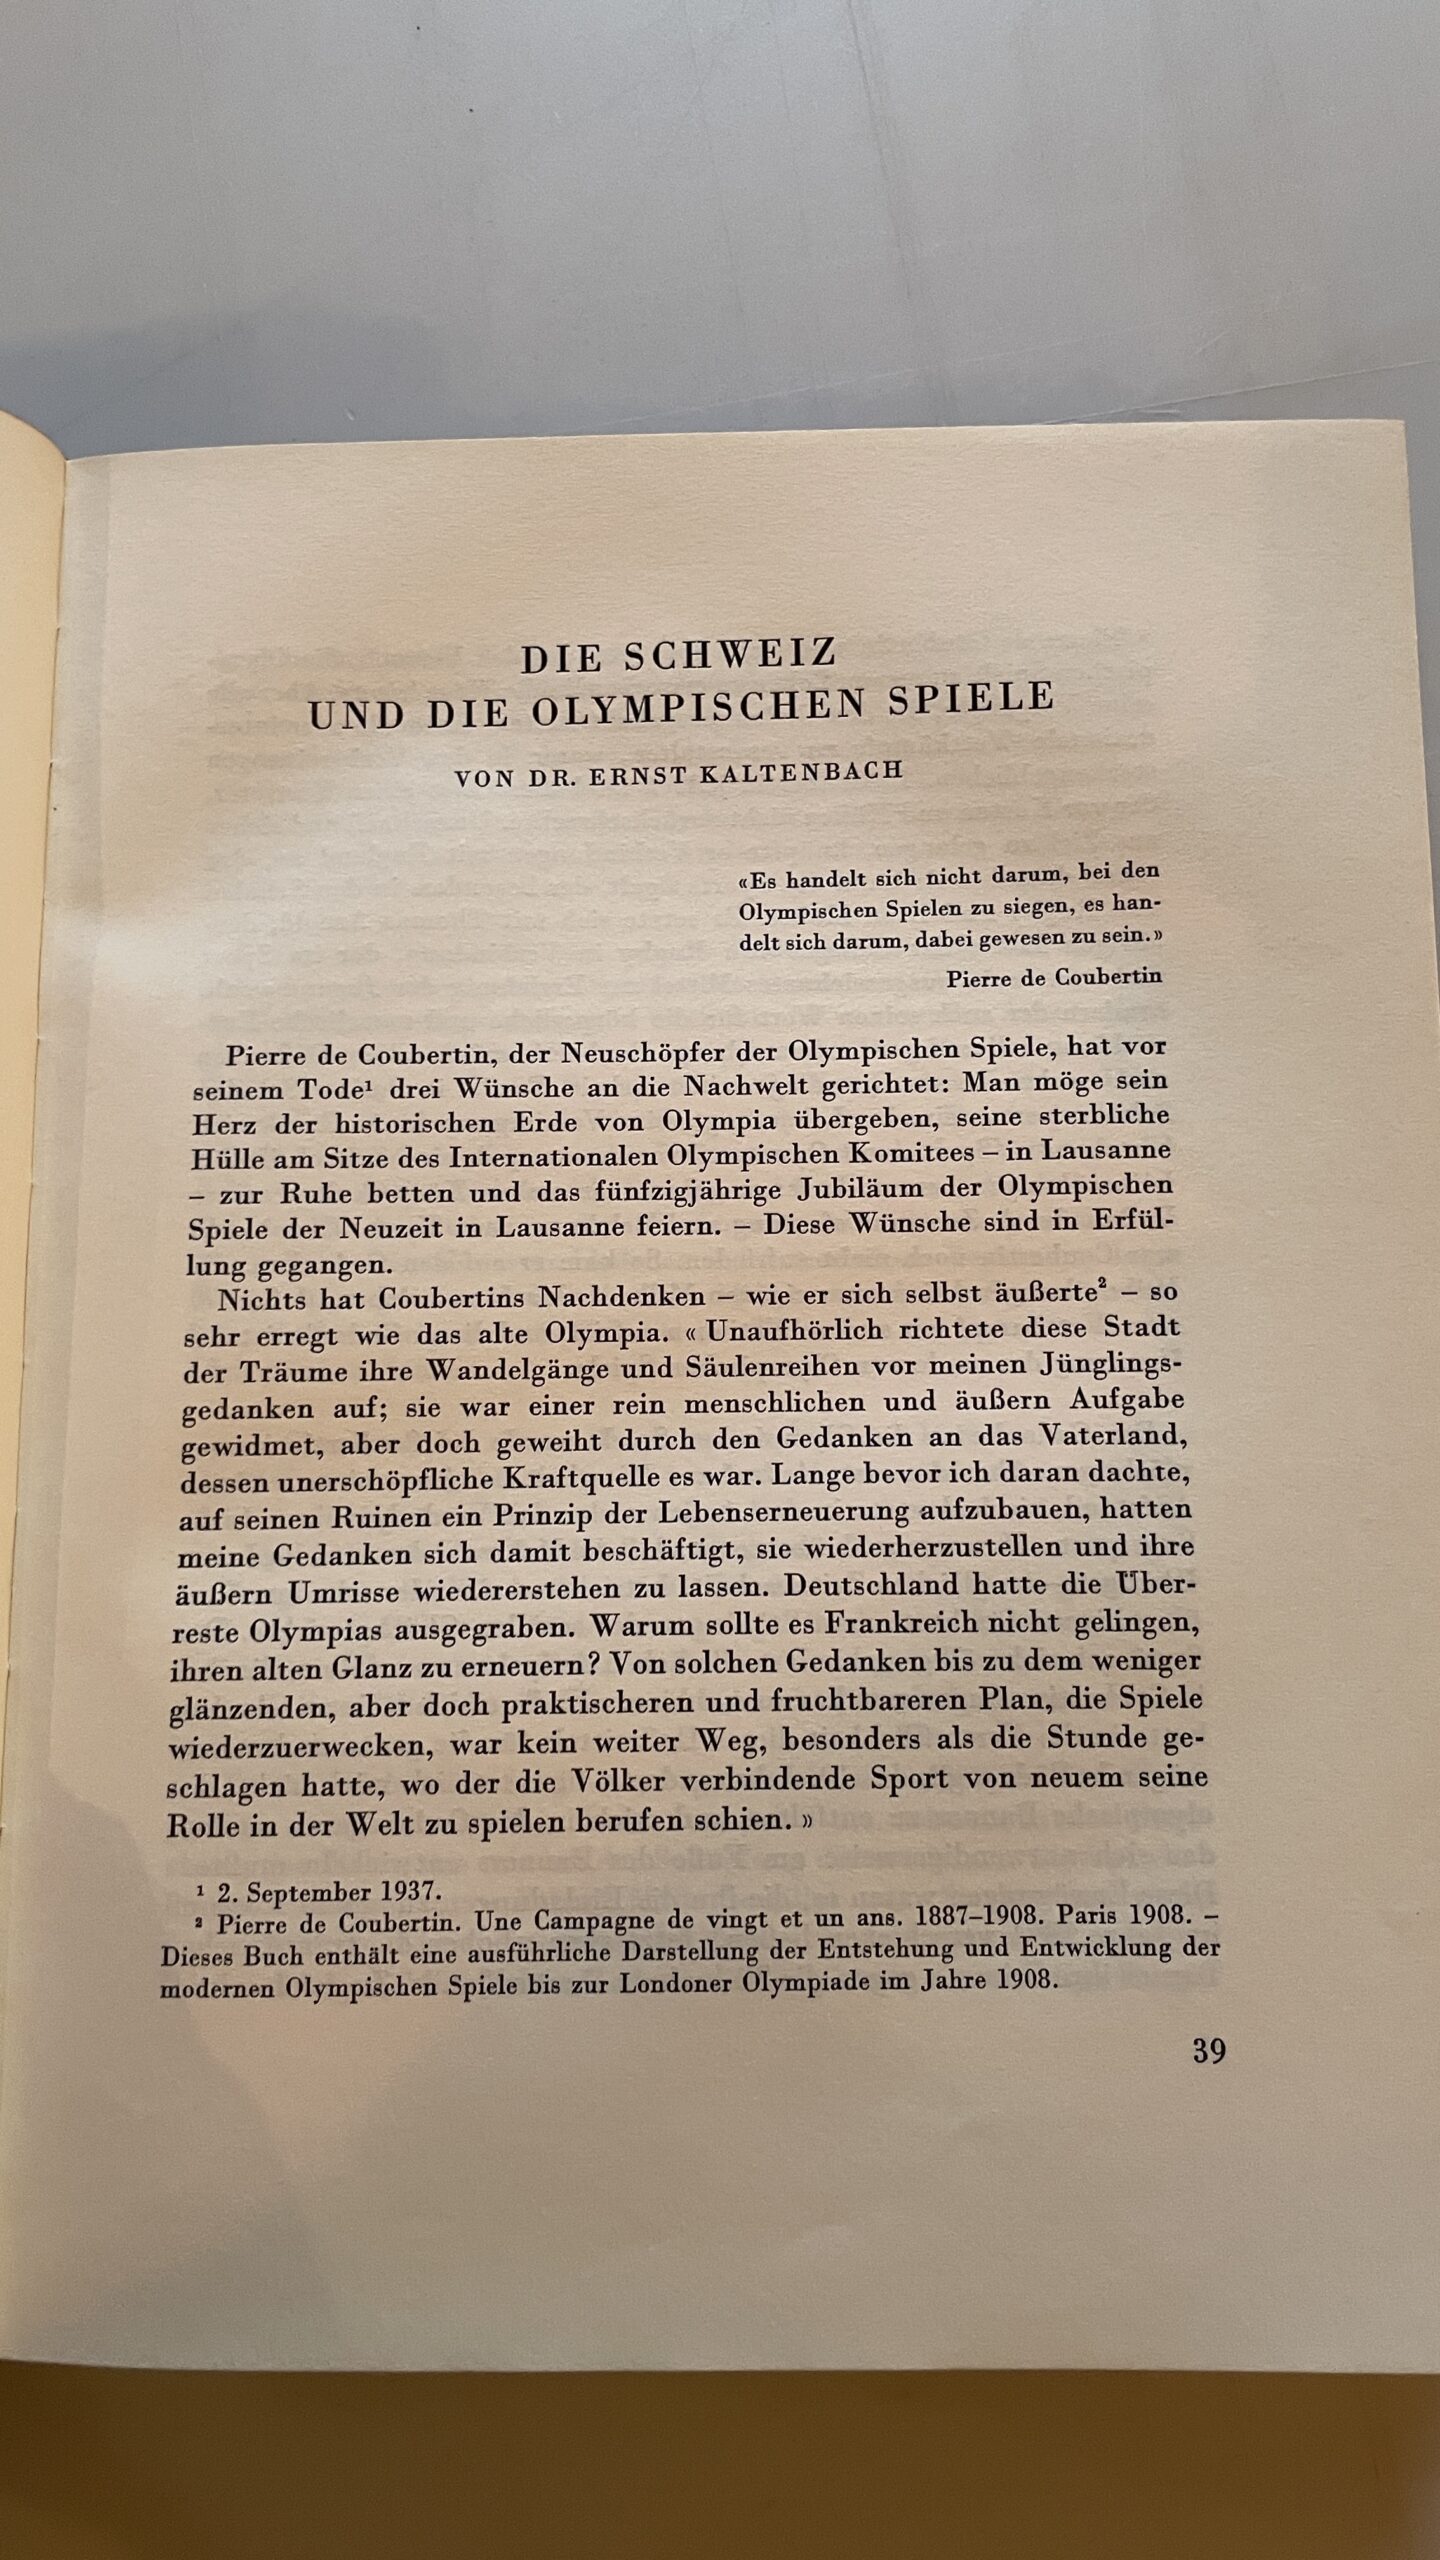 DIE SCHWEIZ
UND DIE OLYMPISCHEN SPIELE
VON DR. ERNST KALTENBACH
«Es handelt sich nicht darum, bei den
Olympischen Spielen zu siegen, es han-
delt sich darum, dabei gewesen zu sein.»
Pierre de Coubertin
Pierre de Coubertin, der Neuschöpfer der Olympischen Spiele, hat vor
seinem Tode¹ drei Wünsche an die Nachwelt gerichtet: Man möge sein
Herz der historischen Erde von Olympia übergeben, seine sterbliche
Hülle am Sitze des Internationalen Olympischen Komitees – in Lausanne
– zur Ruhe betten und das fünfzigjährige Jubiläum der Olympischen
Spiele der Neuzeit in Lausanne feiern. – Diese Wünsche sind in Erfül-
lung gegangen.
Nichts hat Coubertins Nachdenken – wie er sich selbst äußerte² – so
sehr erregt wie das alte Olympia. « Unaufhörlich richtete diese Stadt
der Träume ihre Wandelgänge und Säulenreihen vor meinen Jünglings-
gedanken auf; sie war einer rein menschlichen und äußern Aufgabe
gewidmet, aber doch geweiht durch den Gedanken an das Vaterland,
dessen unerschöpfliche Kraftquelle es war. Lange bevor ich daran dachte,
auf seinen Ruinen ein Prinzip der Lebenserneuerung aufzubauen, hatten
meine Gedanken sich damit beschäftigt, sie wiederherzustellen und ihre
äußern Umrisse wiedererstehen zu lassen. Deutschland hatte die Über-
reste Olympias ausgegraben. Warum sollte es Frankreich nicht gelingen,
ihren alten Glanz zu erneuern? Von solchen Gedanken bis zu dem weniger
glänzenden, aber doch praktischeren und fruchtbareren Plan, die Spiele
wiederzuerwecken, war kein weiter Weg, besonders als die Stunde ge-
schlagen hatte, wo der die Völker verbindende Sport von neuem seine
Rolle in der Welt zu spielen berufen schien. »
¹ 2. September 1937.
² Pierre de Coubertin. Une Campagne de vingt et un ans. 1887–1908. Paris 1908. –
Dieses Buch enthält eine ausführliche Darstellung der Entstehung und Entwicklung der
modernen Olympischen Spiele bis zur Londoner Olympiade im Jahre 1908.
39